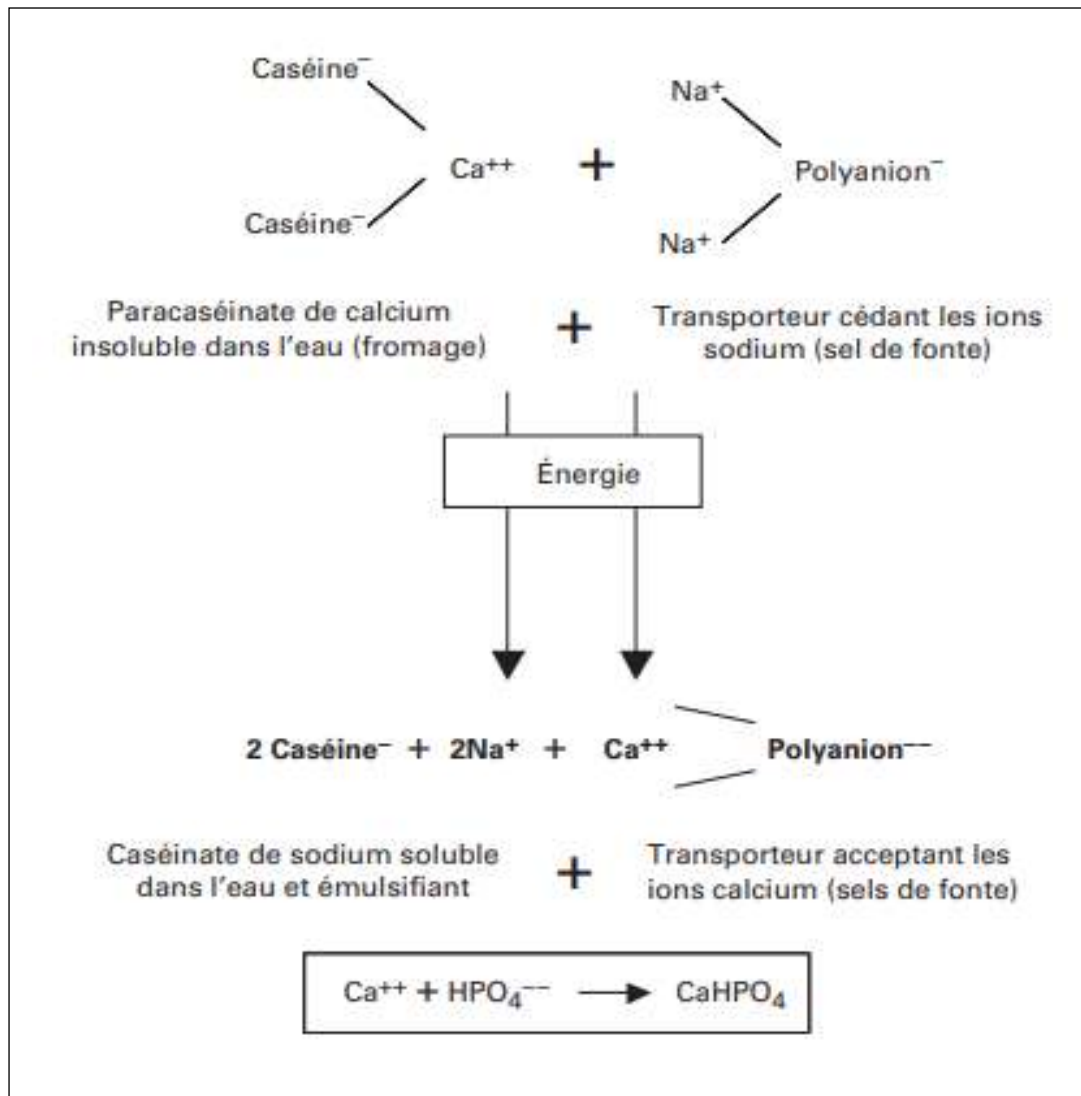 Caséine⁻
Na⁺
Ca⁺⁺ + Polyanion⁻
Caséine⁻
Na⁺
Paracaséinate de calcium
insoluble dans l'eau (fromage)
+
Transporteur cédant les ions
sodium (sel de fonte)
Énergie
2 Caséine⁻ + 2Na⁺ + Ca⁺⁺ Polyanion⁻⁻
Caséinate de sodium soluble
dans l'eau et émulsifiant
+
Transporteur acceptant les
ions calcium (sels de fonte)
Ca⁺⁺ + HPO₄⁻⁻ → CaHPO₄